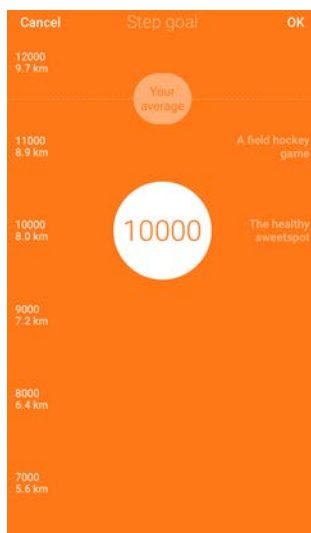 Cancel
Step goal
OK
12000
9.7 km
Your
average
11000
8.9 km
A field hockey
game
10000
8.0 km
10000
The healthy
sweetspot
9000
7.2 km
8000
6.4 km
7000
5.6 km